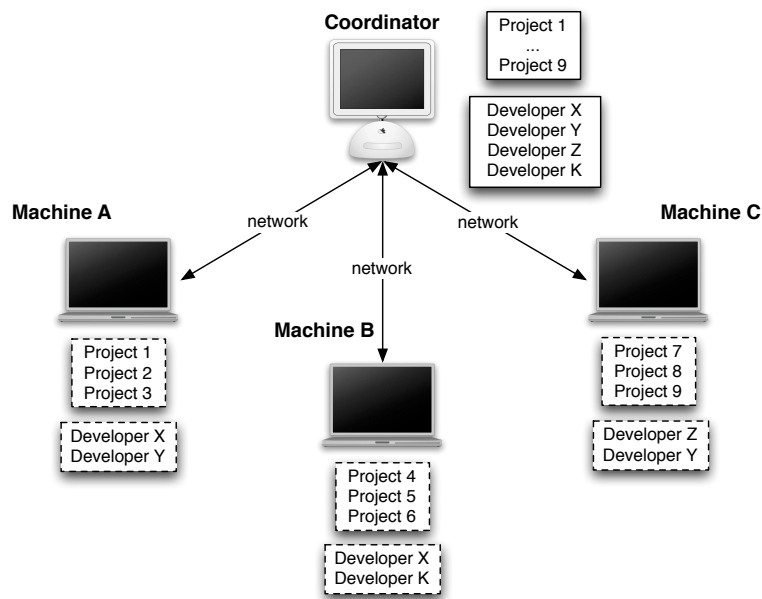 Coordinator
Project 1
...
Project 9
Developer X
Developer Y
Developer Z
Developer K
Machine A
network
network
network
Machine C
Machine B
Project 1
Project 2
Project 3
Developer X
Developer Y
Project 4
Project 5
Project 6
Developer X
Developer K
Project 7
Project 8
Project 9
Developer Z
Developer Y